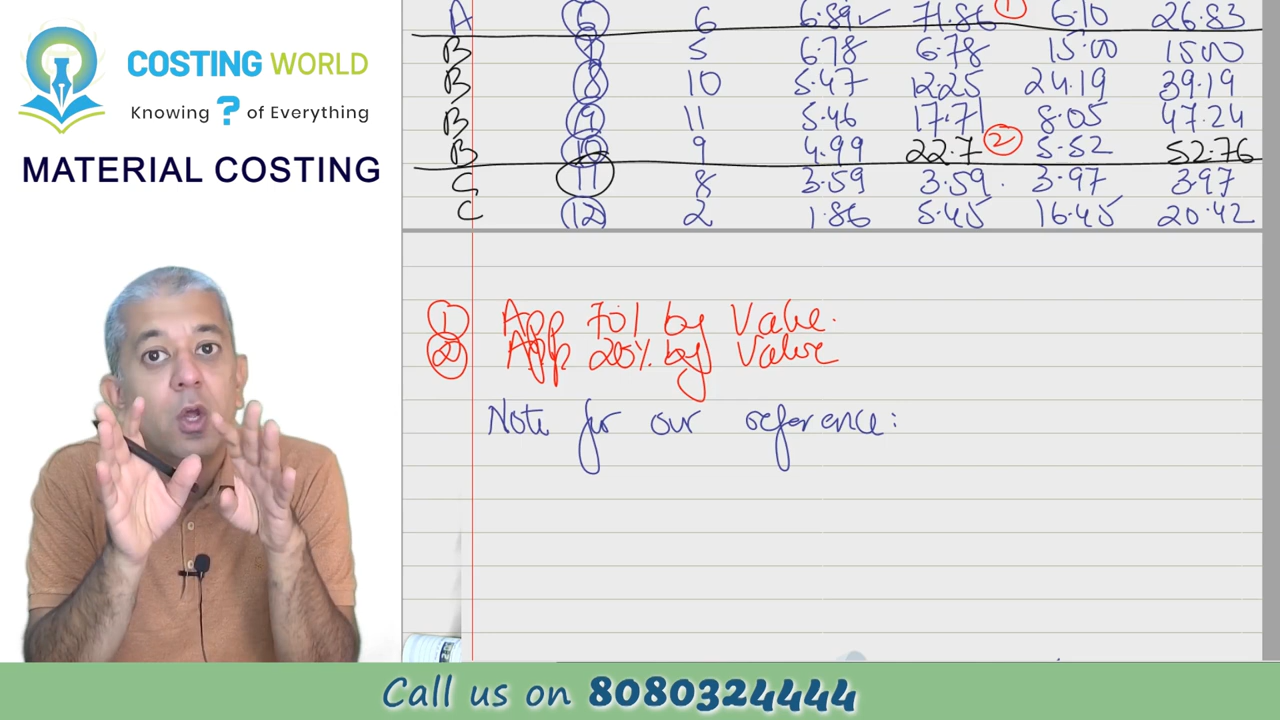 COSTING WORLD
Knowing ? of Everything
MATERIAL COSTING
A 6 6.89✓ 71.86 ① 6.10 26.83
B 5 6.78 6.78 15.00 15.00
B ⑧ 10 5.47 12.25 24.19 39.19
B ⑨ 11 5.46 17.71 8.05 47.24
B ⑩ 9 4.99 22.7 ② 5.52 52.76
C ⑪ 8 3.59 3.59 3.97 3.97
C ⑫ 2 1.86 5.45 16.45 20.42
① App 70% by Value.
② App 20% by Value
Note for our reference:
Call us on 8080324444